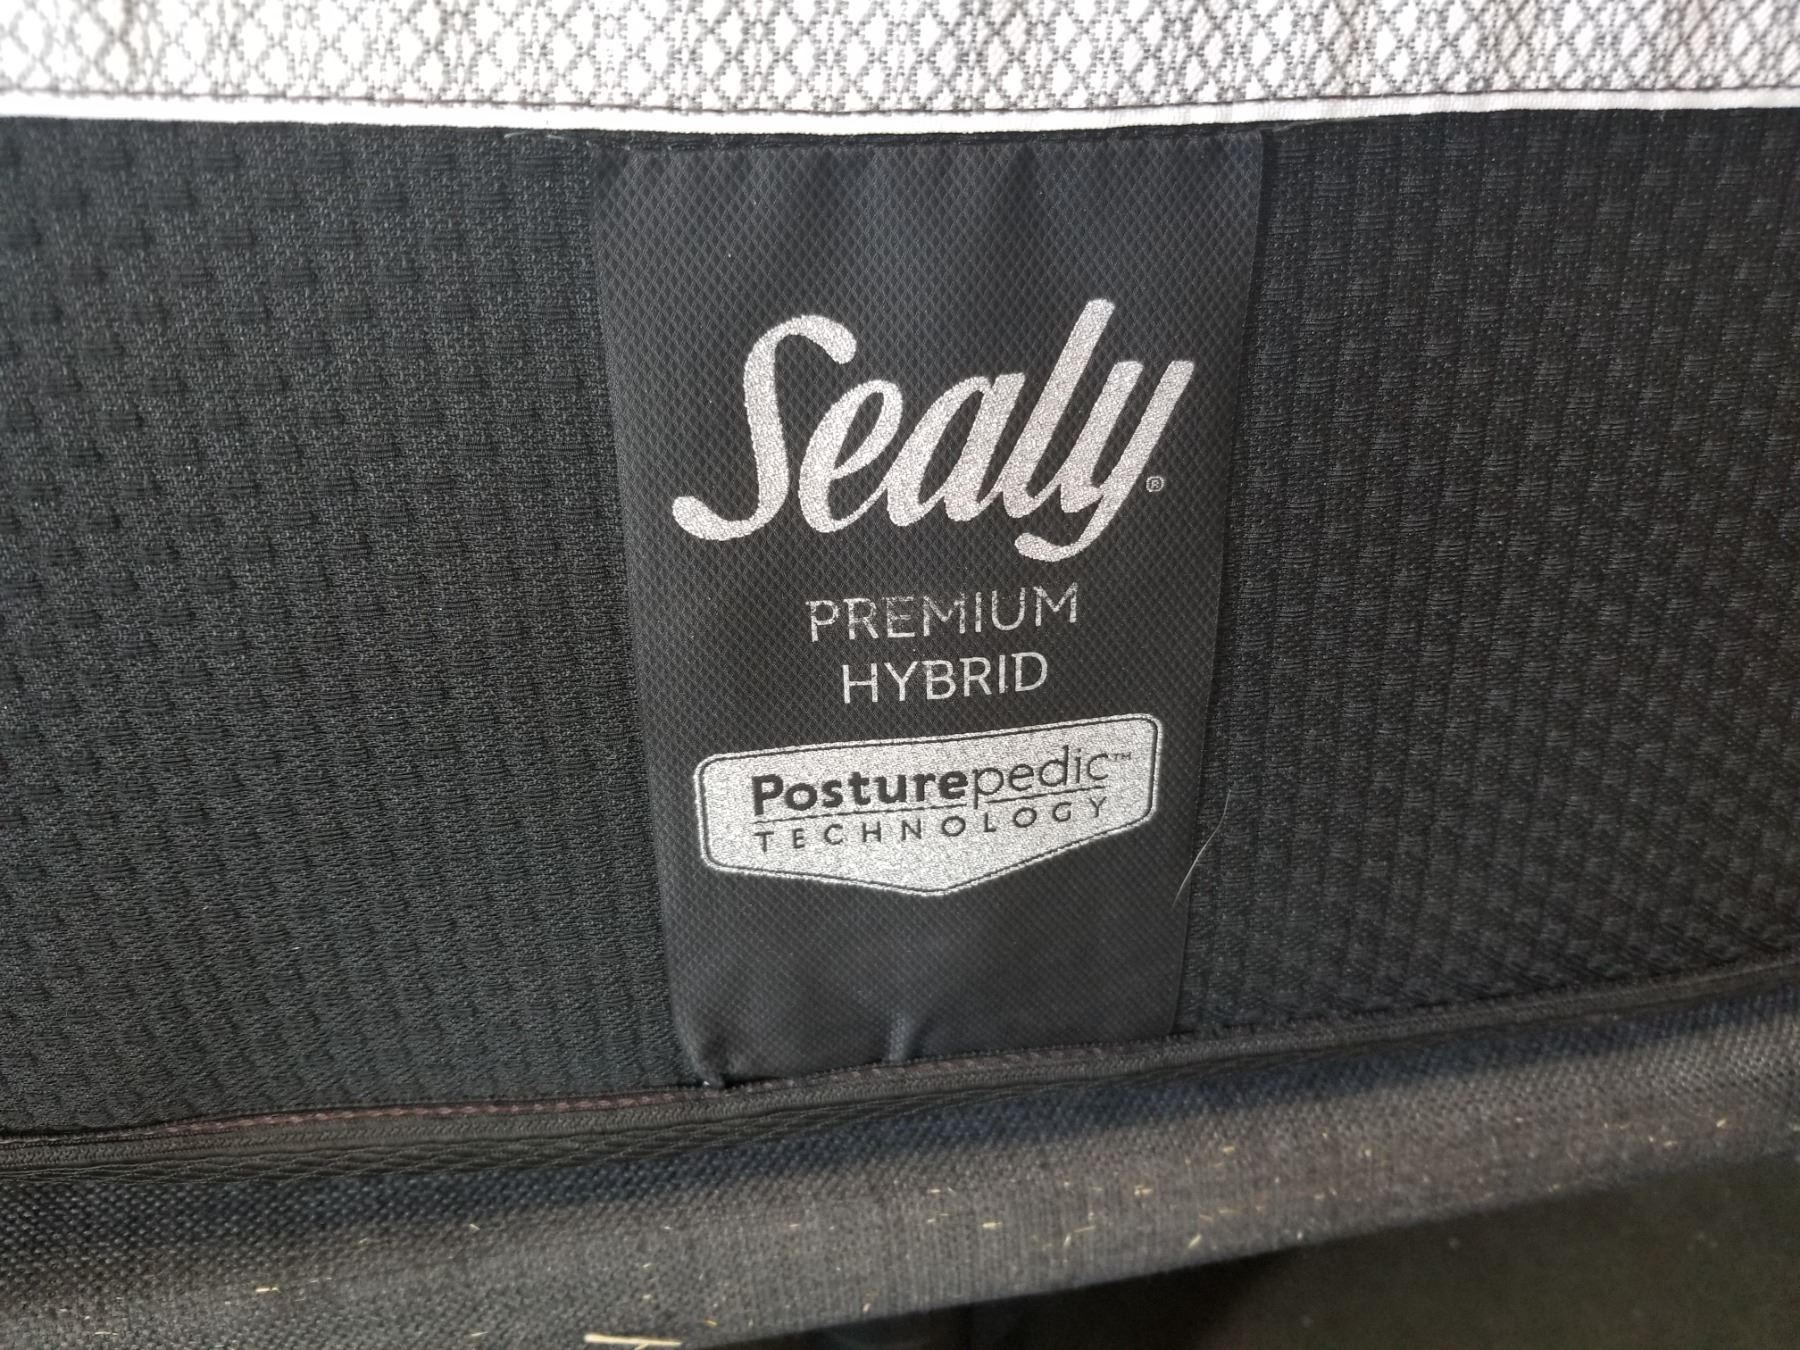 Sealy®
PREMIUM
HYBRID
Posturepedic™
TECHNOLOGY